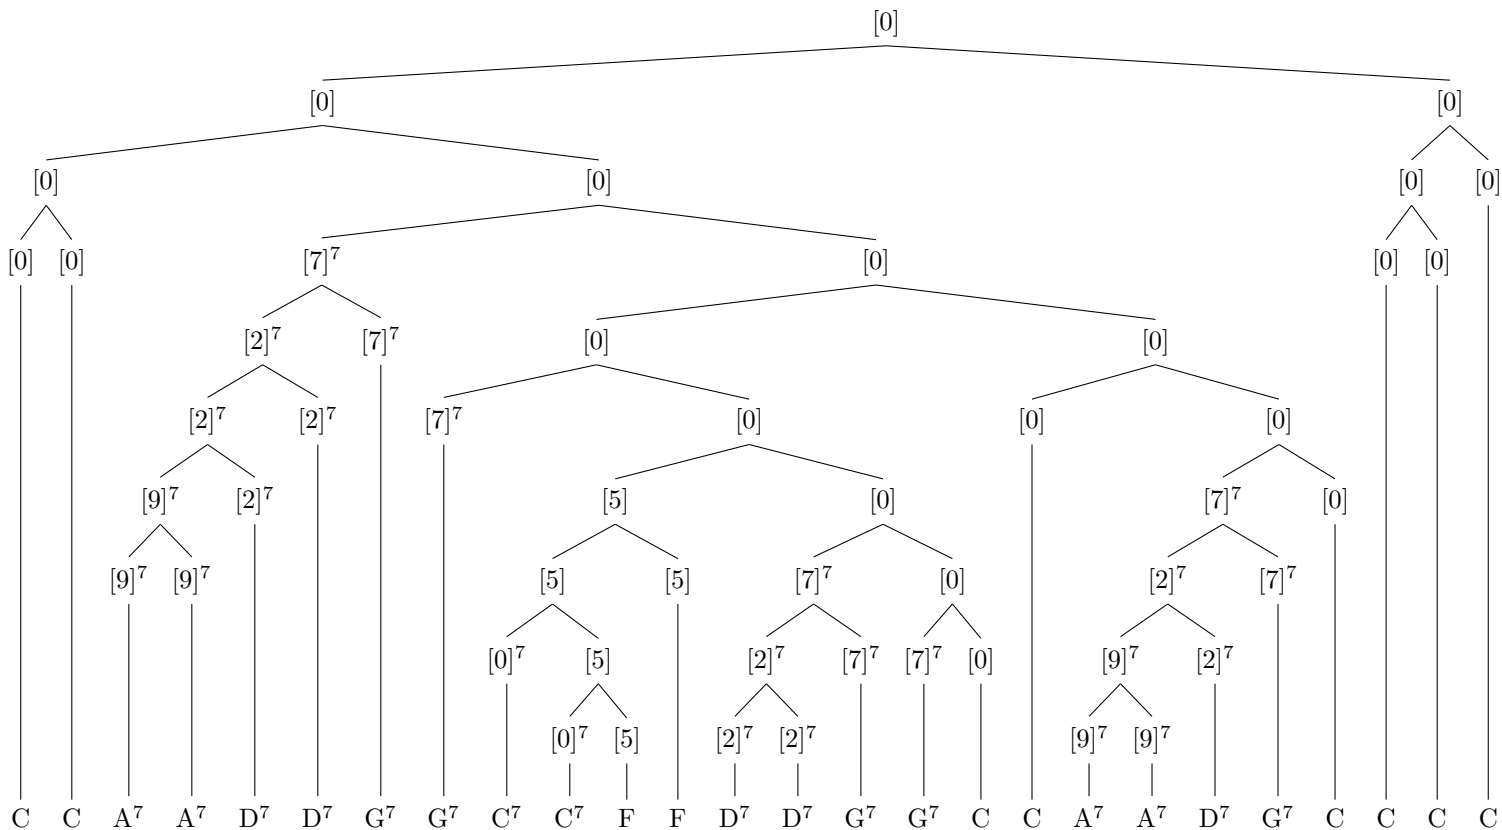 [0]
[0] [0]
[0] [0] [0] [0]
[0] [0] [7]⁷ [0] [0] [0]
[2]⁷ [7]⁷ [0] [0]
[2]⁷ [2]⁷ [7]⁷ [0] [0] [0]
[9]⁷ [2]⁷ [5] [0] [7]⁷ [0]
[9]⁷ [9]⁷ [5] [5] [7]⁷ [0] [2]⁷ [7]⁷
[0]⁷ [5] [2]⁷ [7]⁷ [7]⁷ [0] [9]⁷ [2]⁷
[0]⁷ [5] [2]⁷ [2]⁷ [9]⁷ [9]⁷
C C A⁷ A⁷ D⁷ D⁷ G⁷ G⁷ C⁷ C⁷ F F D⁷ D⁷ G⁷ G⁷ C C A⁷ A⁷ D⁷ G⁷ C C C C